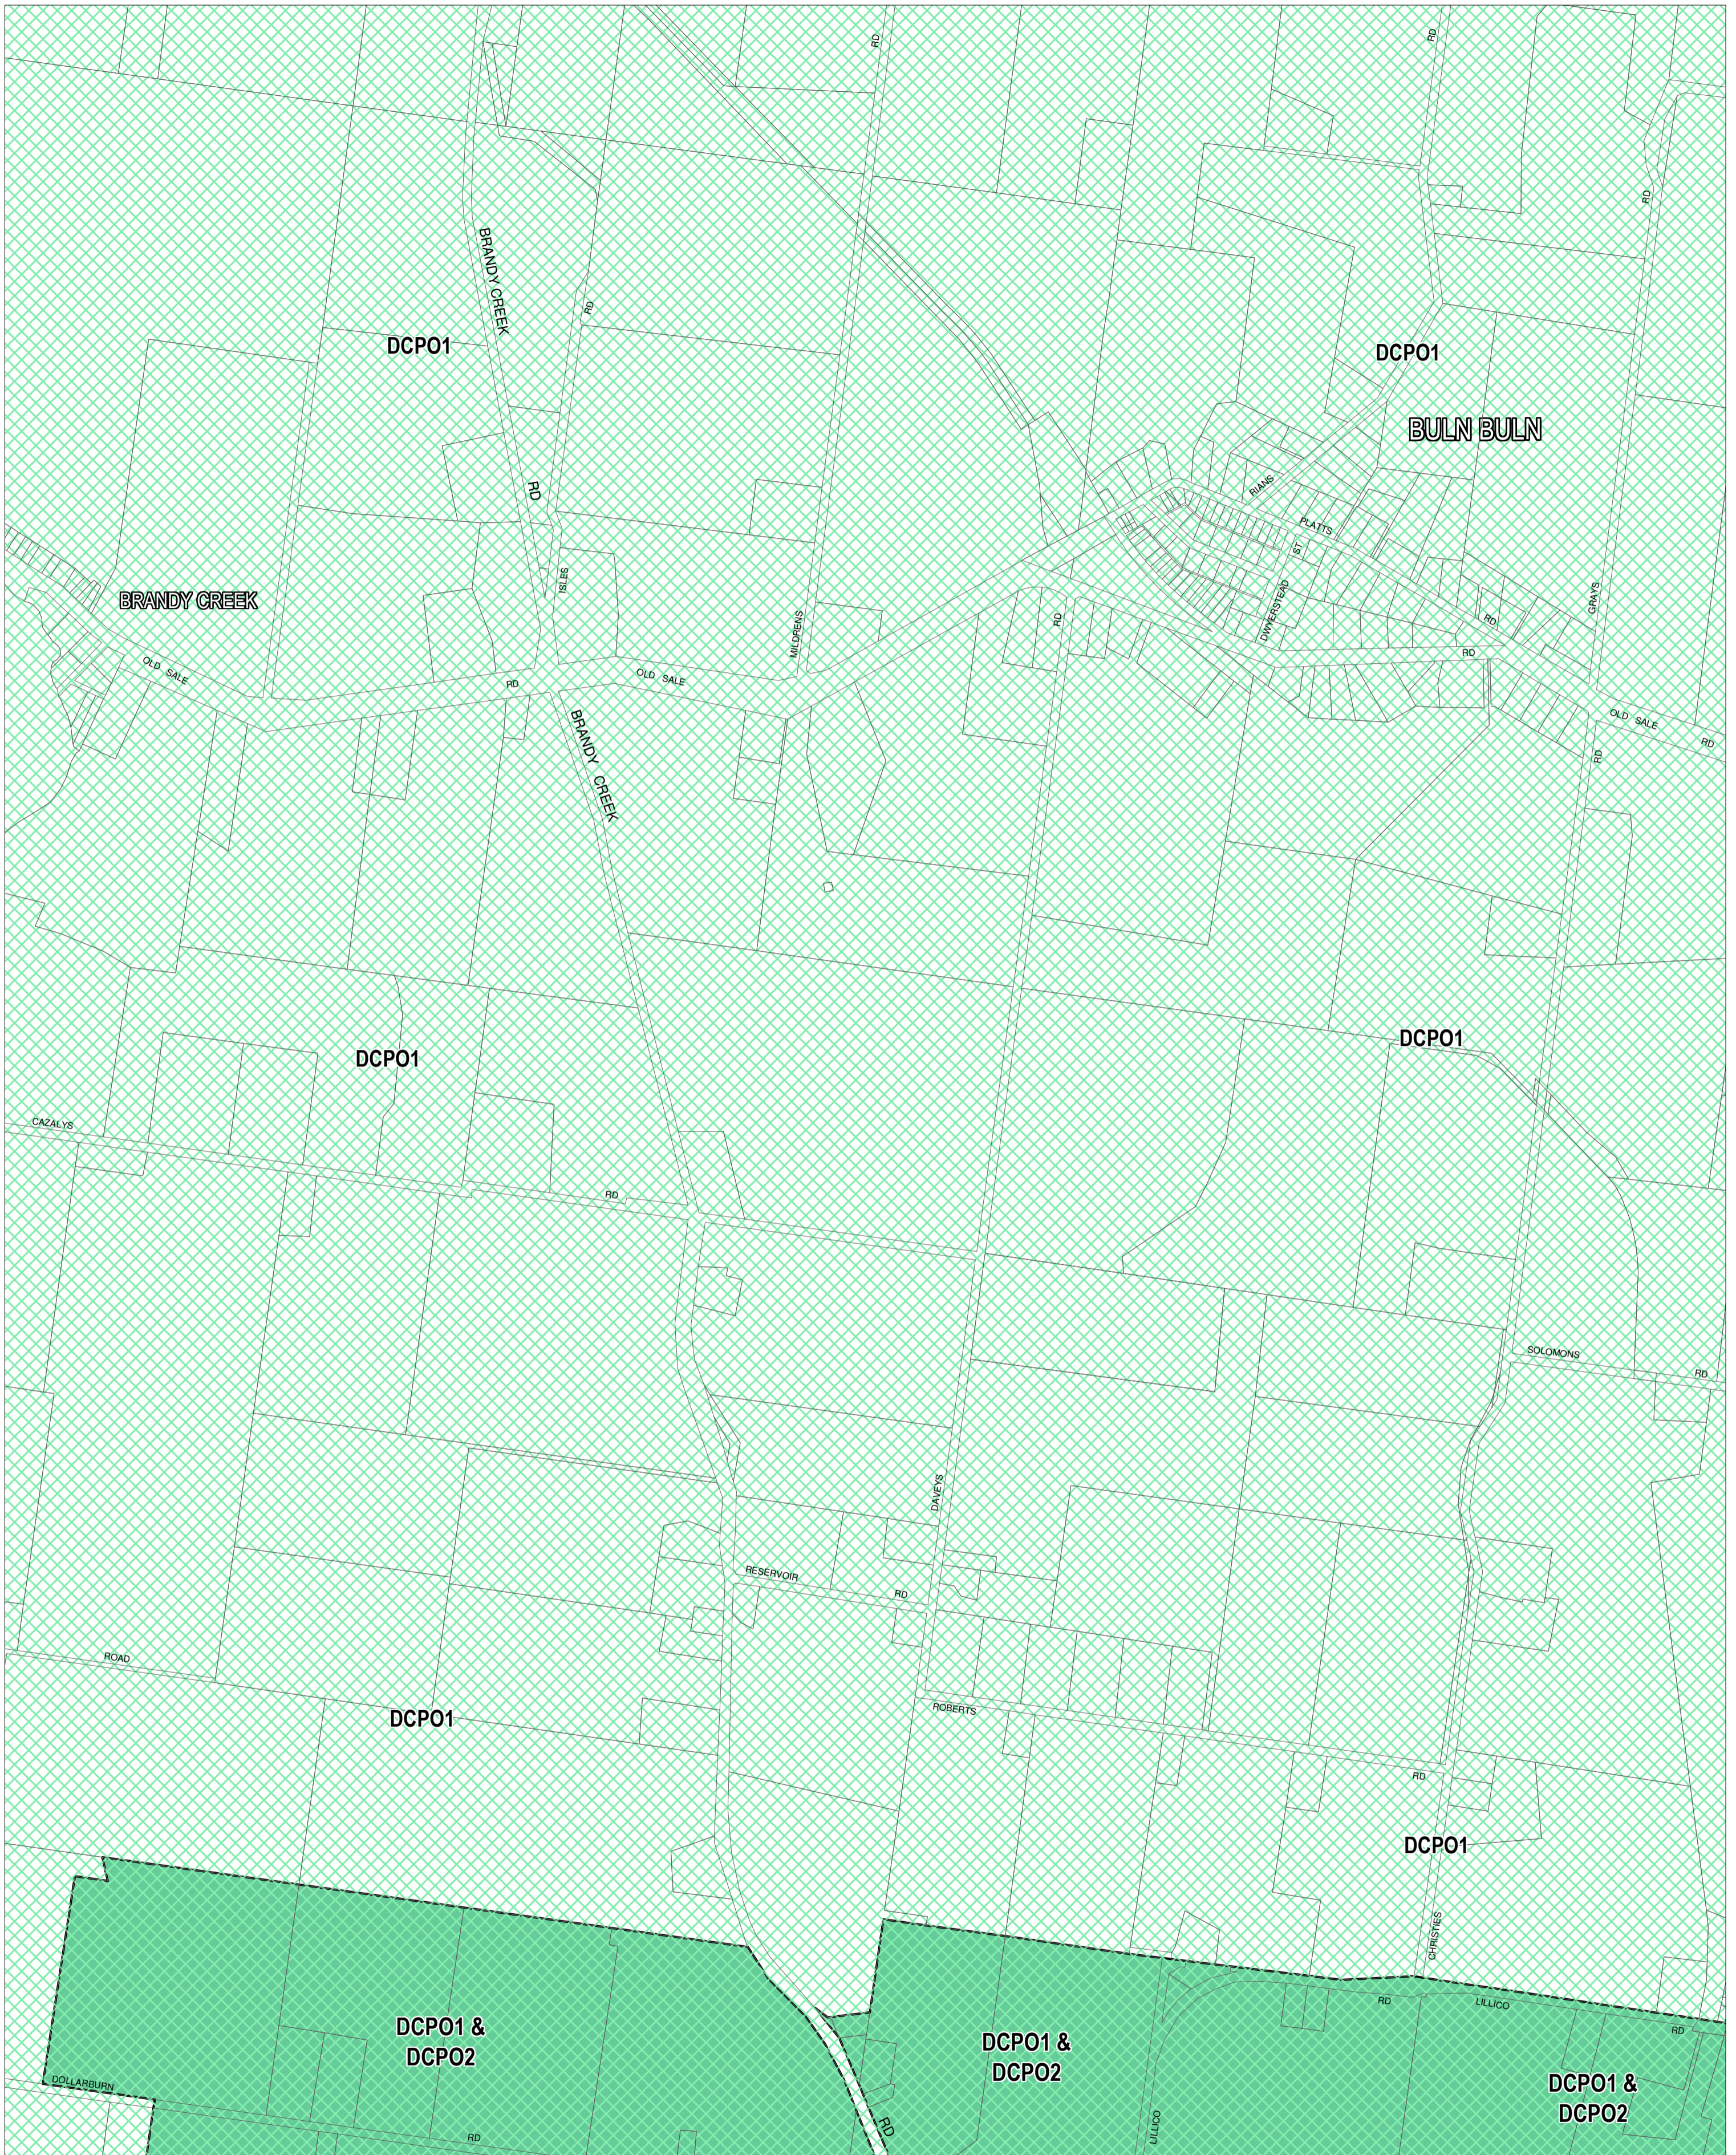 RD
RD
RD
BRANDY CREEK
RD
DCPO1
DCPO1
BULN BULN
RD
RIANS
PLATTS
ST
ISLES
BRANDY CREEK
GRAYS
DWYERSTEAD
MILDRENS
RD
RD
RD
OLD SALE
OLD SALE
RD
OLD SALE
RD
RD
BRANDY CREEK
DCPO1
DCPO1
CAZALYS
RD
SOLOMONS
RD
DAVEYS
RESERVOIR
RD
ROAD
ROBERTS
DCPO1
RD
DCPO1
CHRISTIES
RD
LILLICO
RD
DCPO1 &
DCPO2
DCPO1 &
DCPO2
DCPO1 &
DCPO2
DOLLARBURN
RD
RD
LILLICO